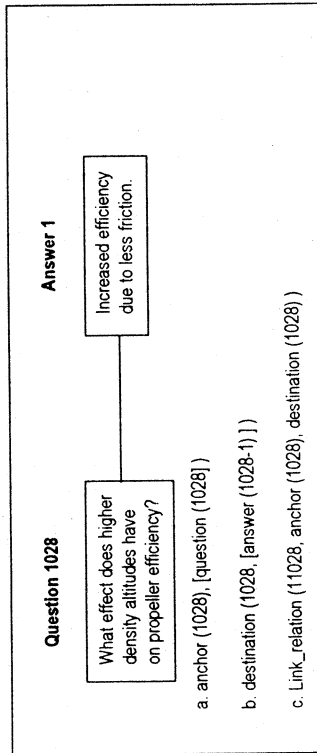 Question 1028
Answer 1
What effect does higher
density altitudes have
on propeller efficiency?
Increased efficiency
due to less friction.
a. anchor (1028), [question (1028] )
b. destination (1028, [answer (1028-1) ] )
c. Link_relation (11028, anchor (1028), destination (1028) )